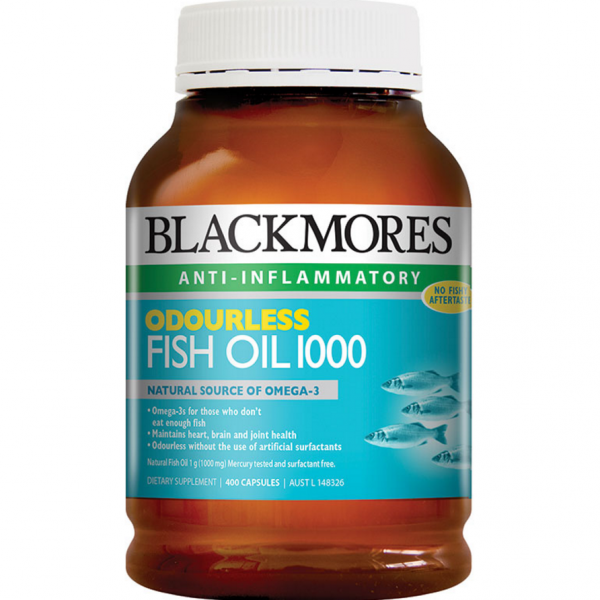 BLACKMORES
ANTI-INFLAMMATORY
NO FISHY
AFTERTASTE
ODOURLESS
FISH OIL 1000
NATURAL SOURCE OF OMEGA-3
• Omega-3s for those who don't
eat enough fish
• Maintains heart, brain and joint health
• Odourless without the use of artificial surfactants
Natural Fish Oil 1 g (1000 mg) Mercury tested and surfactant free.
DIETARY SUPPLEMENT | 400 CAPSULES | AUST L 148326